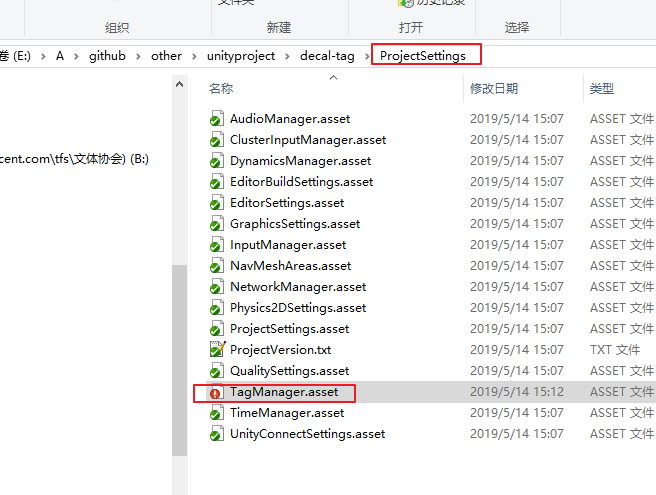 文件夹
历史记录
组织
新建
打开
选择
卷 (E:) > A > github > other > unityproject > decal-tag > ProjectSettings
名称 修改日期 类型
AudioManager.asset 2019/5/14 15:07 ASSET 文件
ClusterInputManager.asset 2019/5/14 15:07 ASSET 文件
cent.com\tfs\文体协会) (B:)
DynamicsManager.asset 2019/5/14 15:07 ASSET 文件
EditorBuildSettings.asset 2019/5/14 15:07 ASSET 文件
EditorSettings.asset 2019/5/14 15:07 ASSET 文件
GraphicsSettings.asset 2019/5/14 15:07 ASSET 文件
InputManager.asset 2019/5/14 15:07 ASSET 文件
NavMeshAreas.asset 2019/5/14 15:07 ASSET 文件
NetworkManager.asset 2019/5/14 15:07 ASSET 文件
Physics2DSettings.asset 2019/5/14 15:07 ASSET 文件
ProjectSettings.asset 2019/5/14 15:07 ASSET 文件
ProjectVersion.txt 2019/5/14 15:07 TXT 文件
QualitySettings.asset 2019/5/14 15:07 ASSET 文件
TagManager.asset 2019/5/14 15:12 ASSET 文件
TimeManager.asset 2019/5/14 15:07 ASSET 文件
UnityConnectSettings.asset 2019/5/14 15:07 ASSET 文件